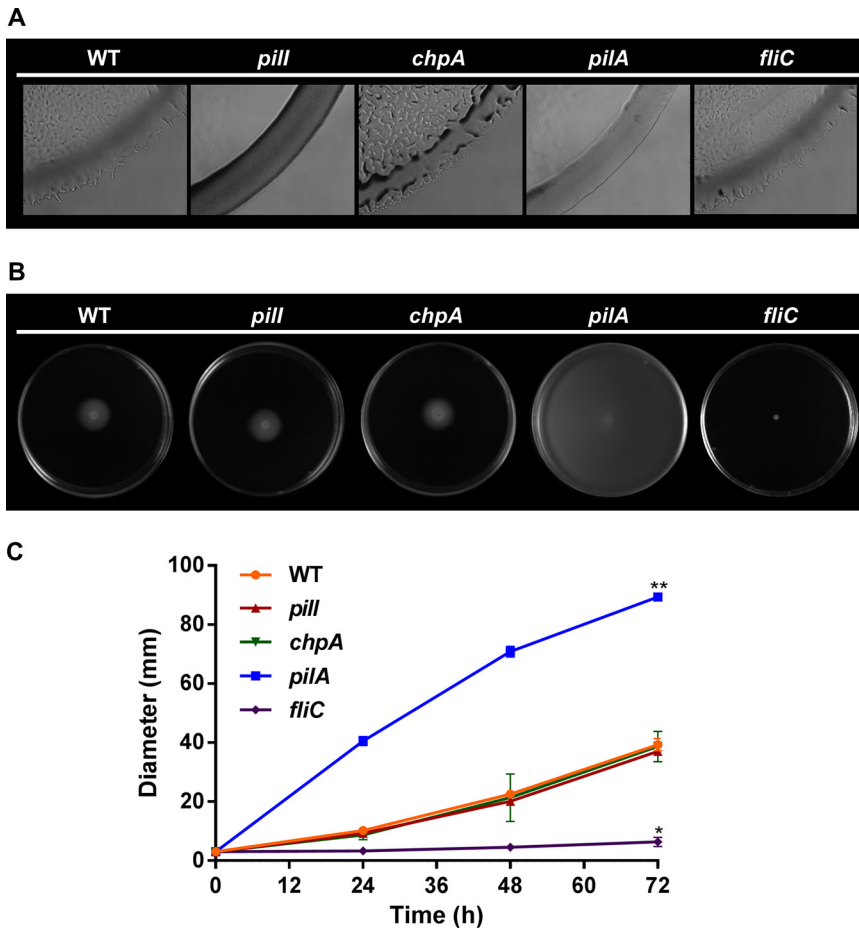 A
WT pilI chpA pilA fliC
B
WT pilI chpA pilA fliC
C
100
80
60
40
20
0
Diameter (mm)
WT
pilI
chpA
pilA
fliC
**
*
0 12 24 36 48 60 72
Time (h)